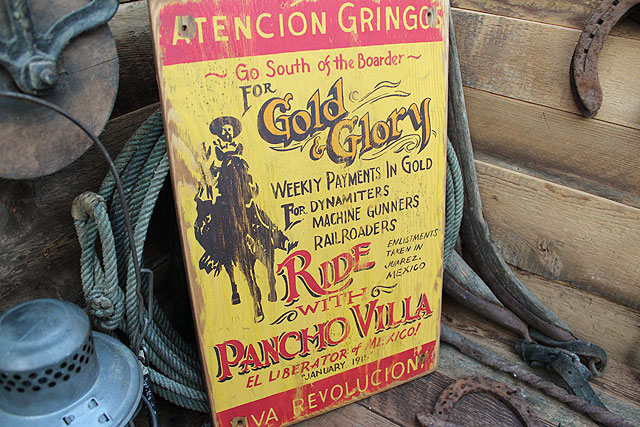 ATENCION GRINGOS
~ Go South of the Boarder ~
FOR
Gold
& Glory
WEEKLY PAYMENTS IN GOLD
FOR DYNAMITERS
MACHINE GUNNERS
RAILROADERS
RIDE
WITH
ENLISTMENTS
TAKEN IN
JUAREZ,
MEXICO
PANCHO VILLA
EL LIBERATOR of MEXICO!
JANUARY
VA REVOLUCION